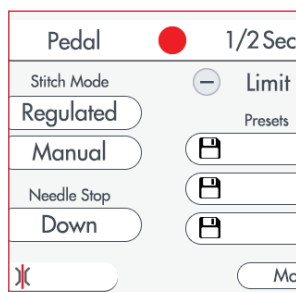 Pedal 1/2 Sec
Stitch Mode
Limit
Regulated
Presets
Manual
Needle Stop
Down